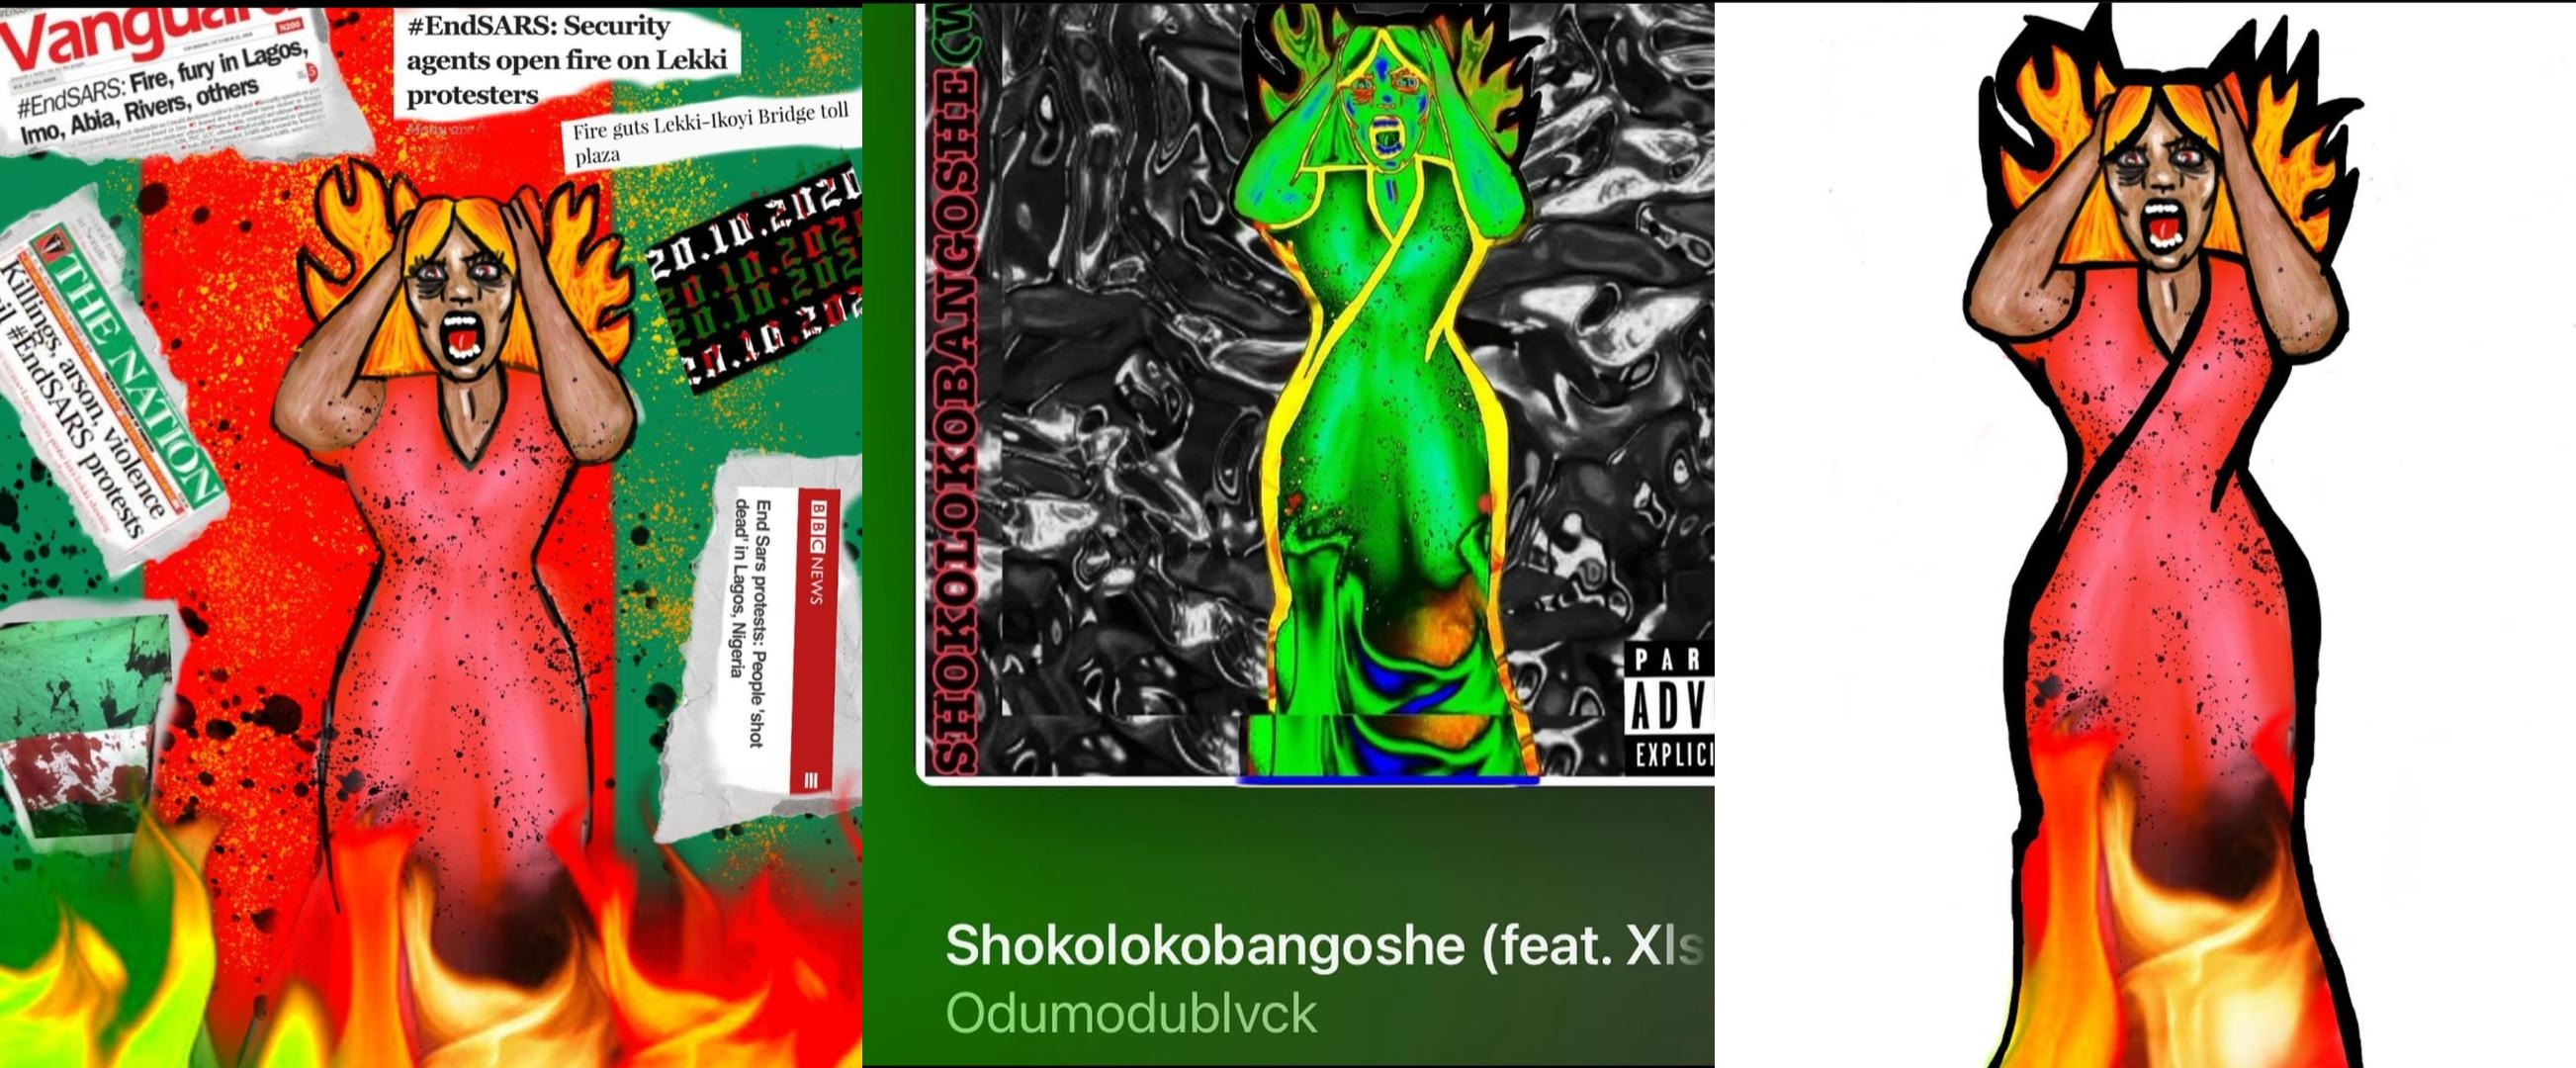 Vanguard
N200
#EndSARS: Fire, fury in Lagos,
Imo, Abia, Rivers, others
5
#EndSARS: Security
agents open fire on Lekki
protesters
Fire guts Lekki-Ikoyi Bridge toll
plaza
20.10.2020
20.10.2020
20.10.2020
20.10.202
THE NATION
Killings, arson, violence
#EndSARS protests
BBC NEWS
End Sars protests: People 'shot
dead' in Lagos, Nigeria
SHOKOLOKOBANGOSHE (W
PAR
ADV
EXPLICI
Shokolokobangoshe (feat. Xls
Odumodublvck